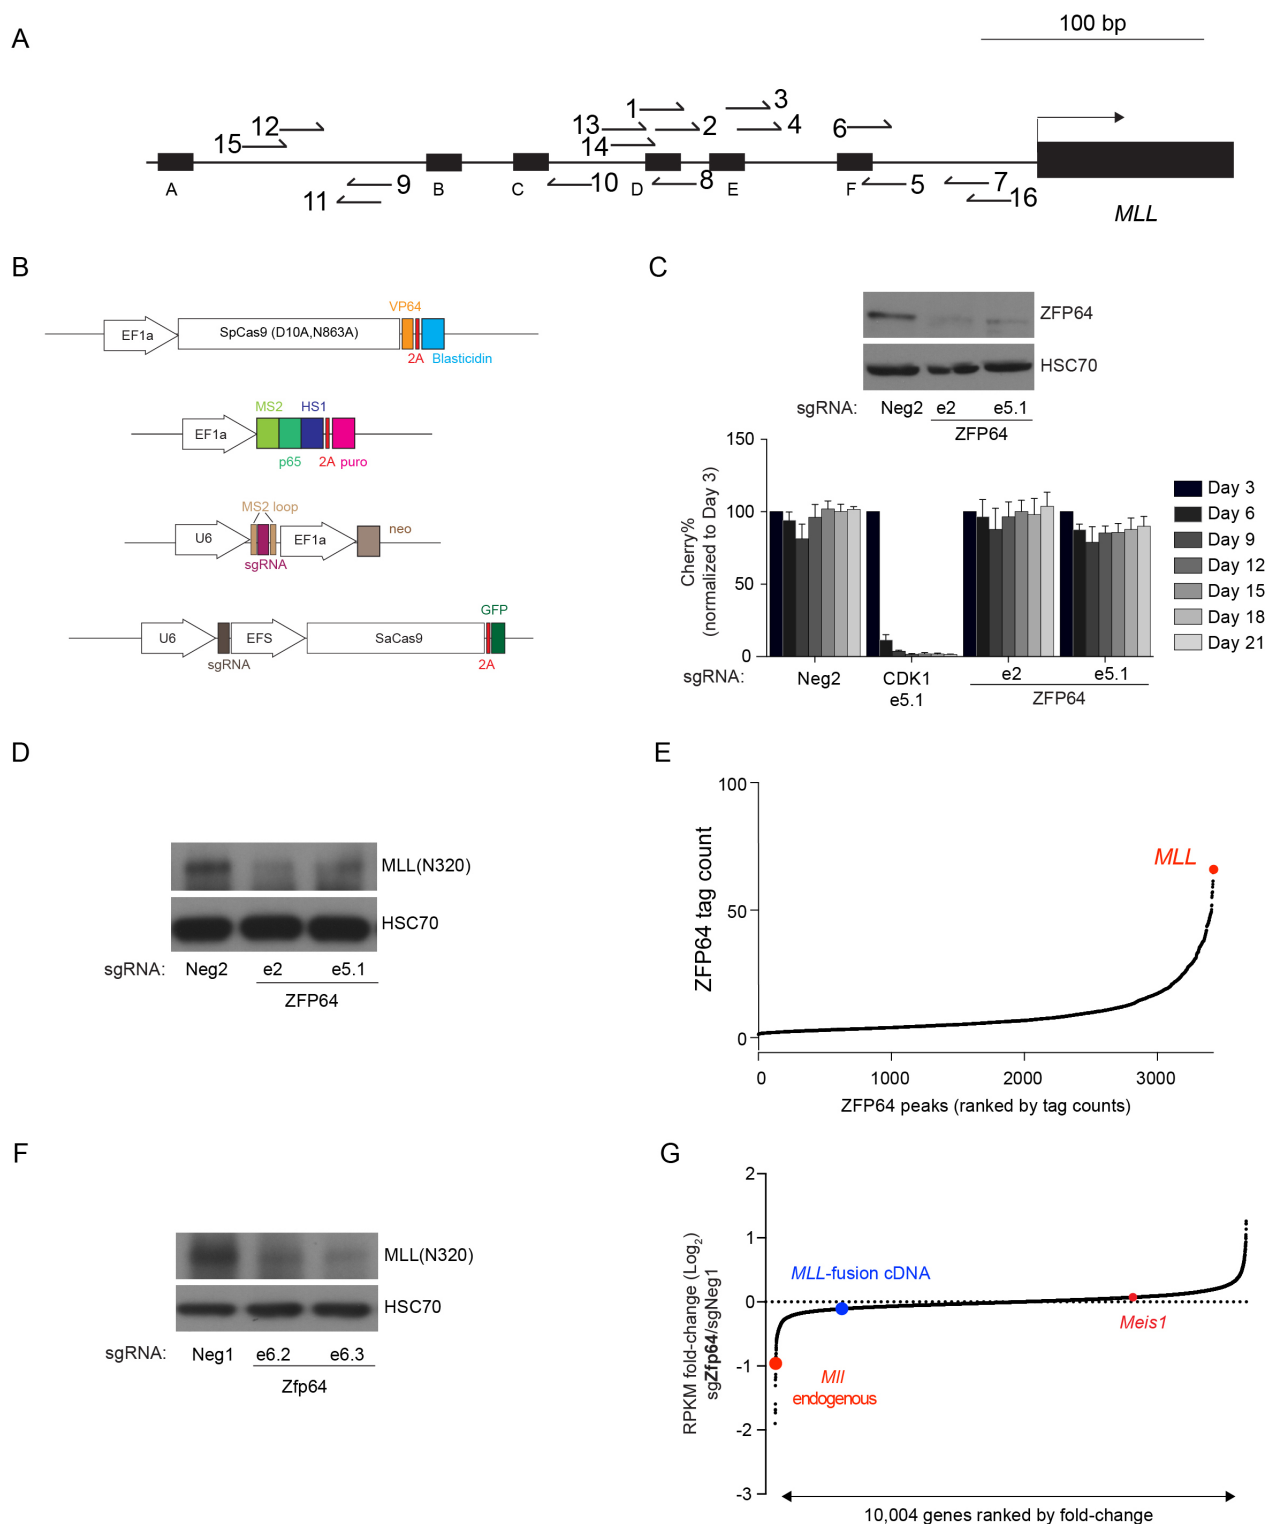 A
100 bp
1 3
12 13 2 4 6
15 14
9 10 8 5 7
11 16
A B C D E F
MLL
B
VP64
EF1a SpCas9 (D10A,N863A)
2A Blasticidin
MS2 HS1
EF1a
p65 2A puro
MS2 loop
neo
U6 EF1a
sgRNA
GFP
U6 EFS SaCas9
sgRNA 2A
C
ZFP64
HSC70
sgRNA: Neg2 e2 e5.1
ZFP64
150
100
50
0
Cherry%
(normalized to Day 3)
Day 3
Day 6
Day 9
Day 12
Day 15
Day 18
Day 21
sgRNA: Neg2 CDK1 e2 e5.1
e5.1 ZFP64
D
MLL(N320)
HSC70
sgRNA: Neg2 e2 e5.1
ZFP64
E
100
MLL
50
0
ZFP64 tag count
0 1000 2000 3000
ZFP64 peaks (ranked by tag counts)
F
MLL(N320)
HSC70
sgRNA: Neg1 e6.2 e6.3
Zfp64
G
2
1
0
-1
-2
-3
RPKM fold-change (Log2)
sgZfp64/sgNeg1
MLL-fusion cDNA
Meis1
Mll
endogenous
10,004 genes ranked by fold-change